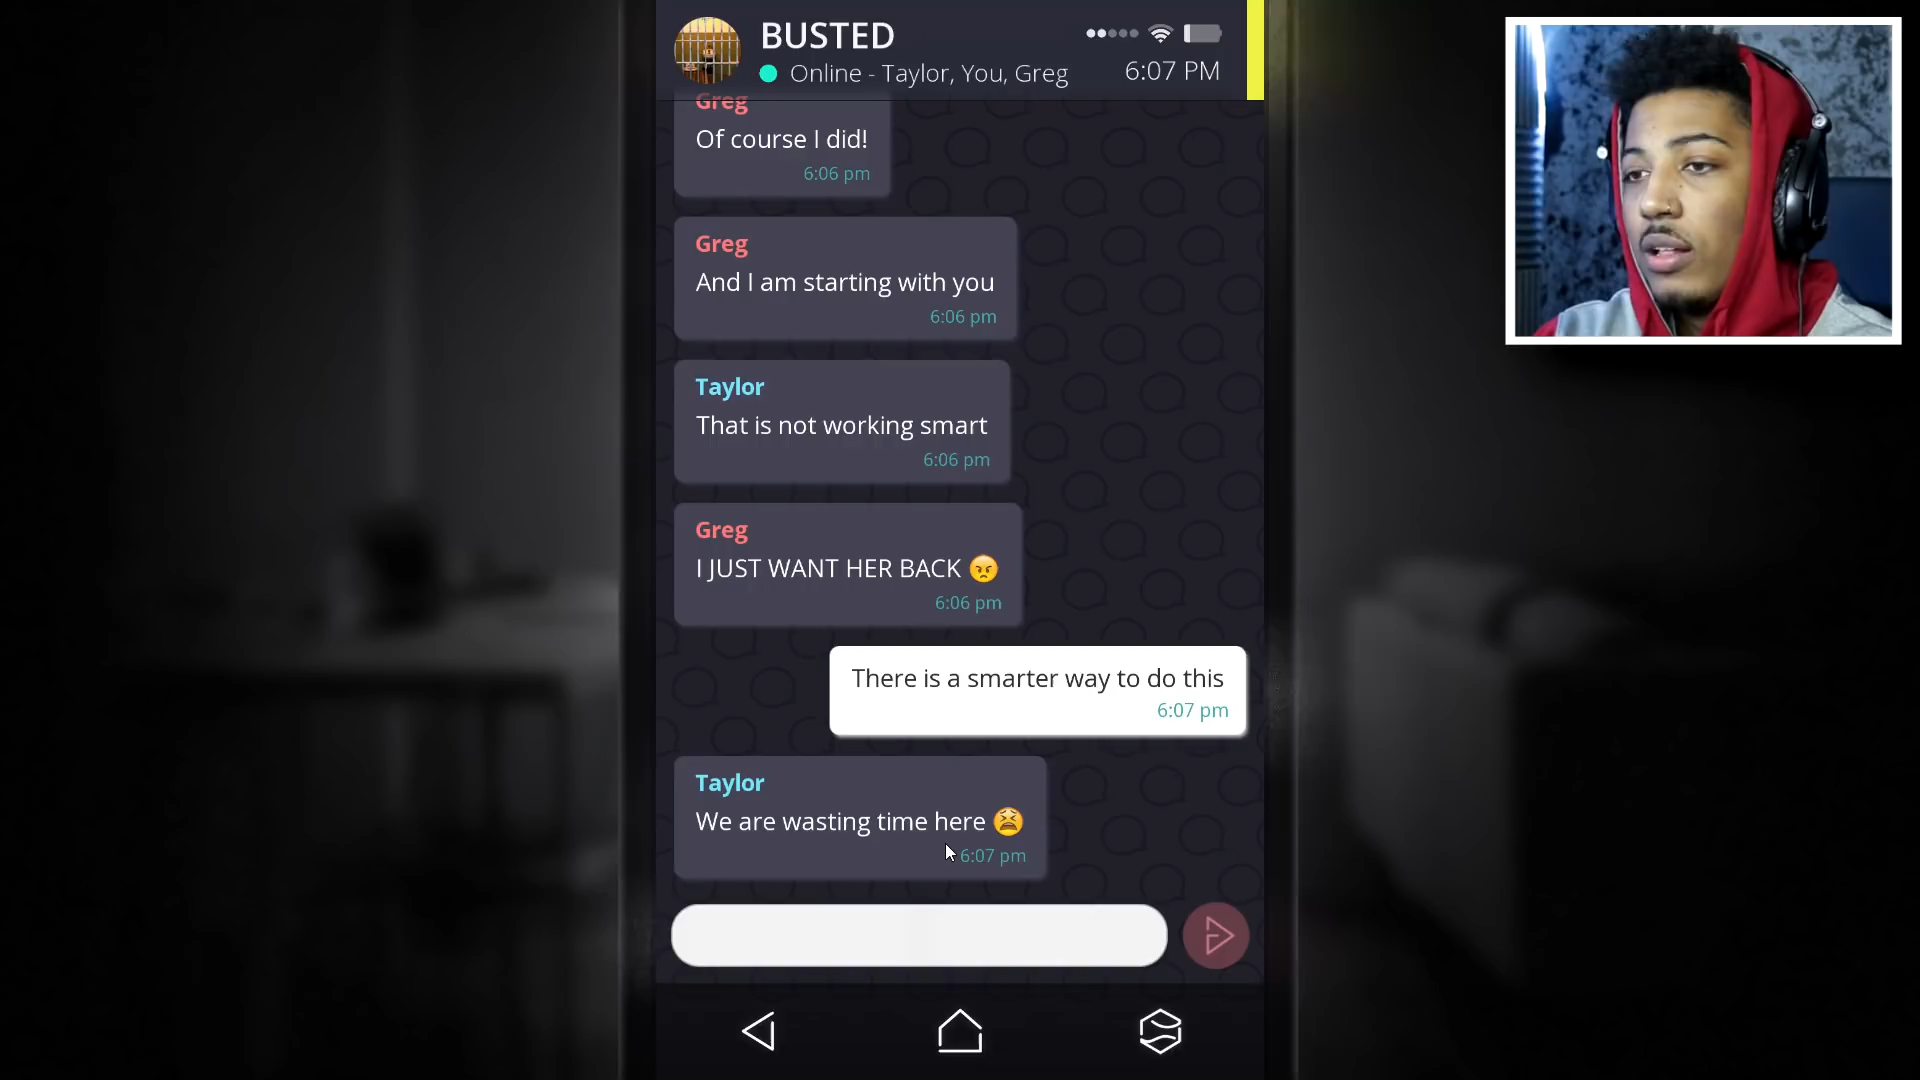 BUSTED
Online - Taylor, You, Greg
6:07 PM
Greg
Of course I did!
6:06 pm
Greg
And I am starting with you
6:06 pm
Taylor
That is not working smart
6:06 pm
Greg
I JUST WANT HER BACK 😠
6:06 pm
There is a smarter way to do this
6:07 pm
Taylor
We are wasting time here 😫
6:07 pm